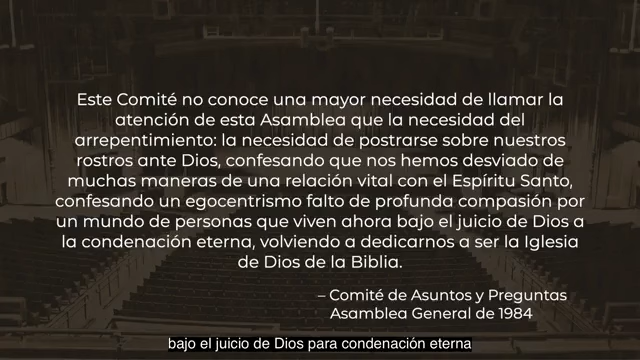 Este Comité no conoce una mayor necesidad de llamar la
atención de esta Asamblea que la necesidad del
arrepentimiento: la necesidad de postrarse sobre nuestros
rostros ante Dios, confesando que nos hemos desviado de
muchas maneras de una relación vital con el Espíritu Santo,
confesando un egocentrismo falto de profunda compasión por
un mundo de personas que viven ahora bajo el juicio de Dios a
la condenación eterna, volviendo a dedicarnos a ser la Iglesia
de Dios de la Biblia.
– Comité de Asuntos y Preguntas
Asamblea General de 1984
bajo el juicio de Dios para condenación eterna